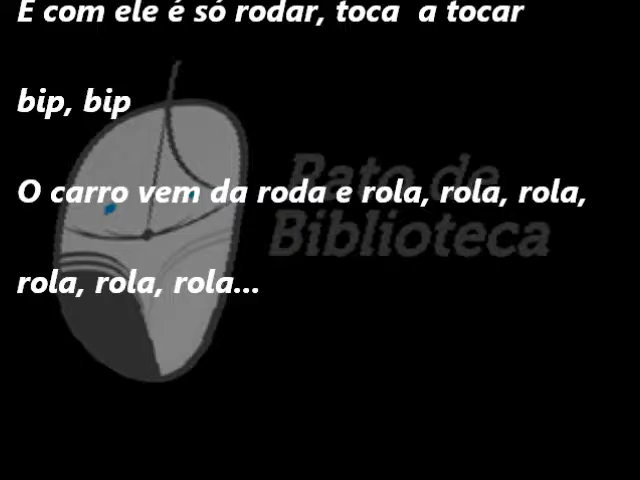 E com ele é só rodar, toca a tocar
bip, bip
Rato de
O carro vem da roda e rola, rola, rola,
Biblioteca
rola, rola, rola...